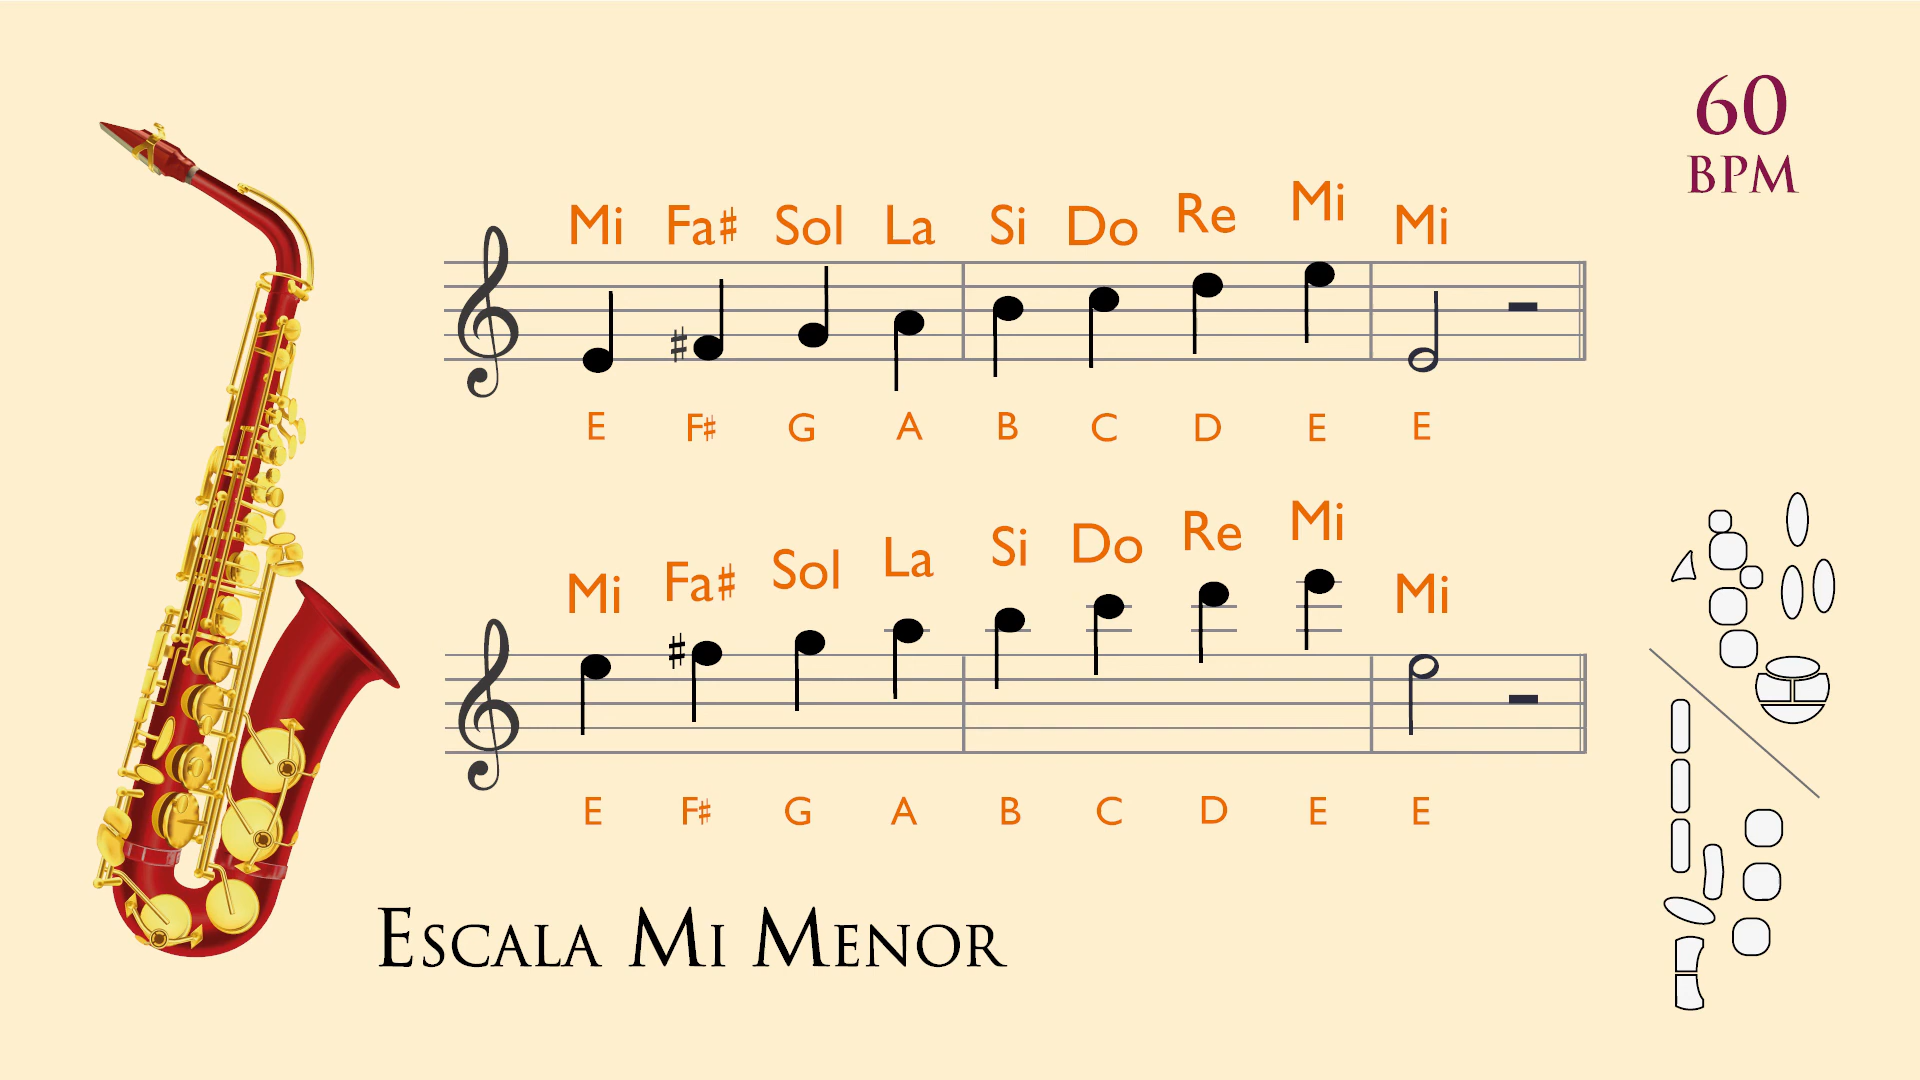 60
BPM
Mi Fa♯ Sol La Si Do Re Mi Mi
E F♯ G A B C D E E
Mi Fa♯ Sol La Si Do Re Mi Mi
E F♯ G A B C D E E
Escala Mi Menor